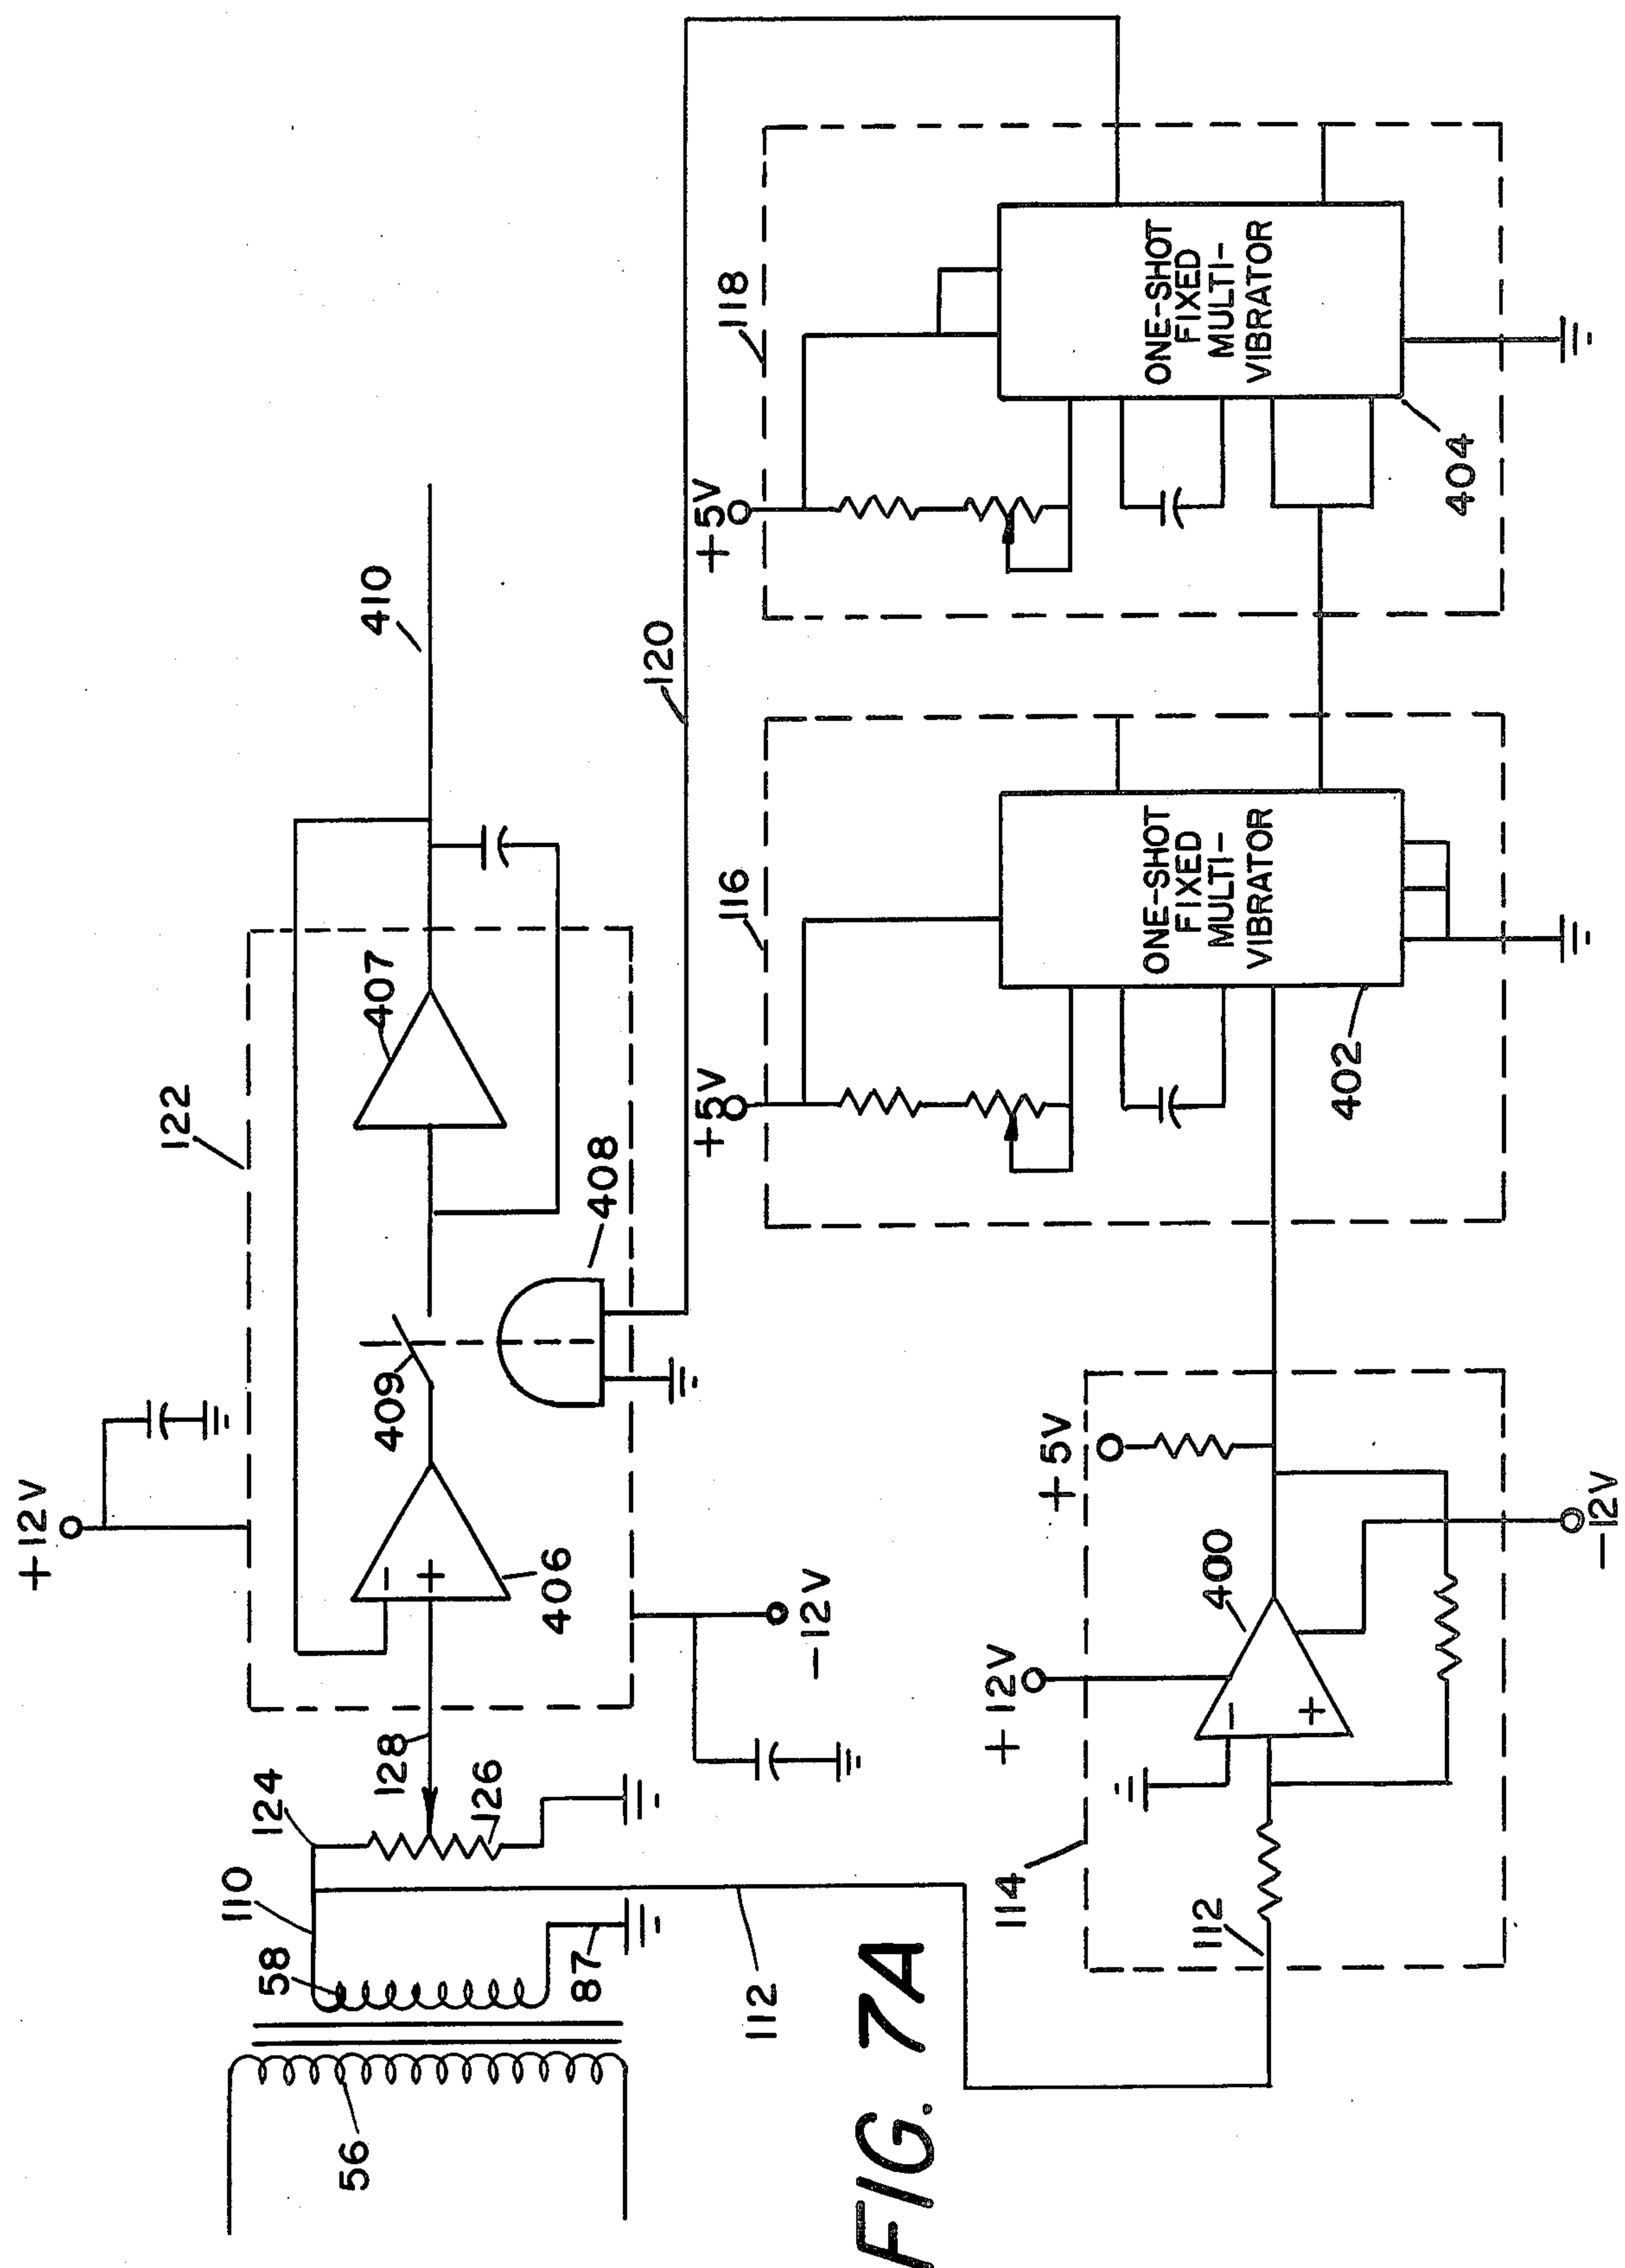 +12V
122
410
407
409
406
408
124
128
126
110
58
87
56
-12V
120
112
+5V
116
ONE-SHOT
FIXED
MULTI-
VIBRATOR
402
+5V
118
ONE-SHOT
FIXED
MULTI-
VIBRATOR
404
114
112
+12V
400
+5V
-12V
-
+
-
+
FIG. 7A